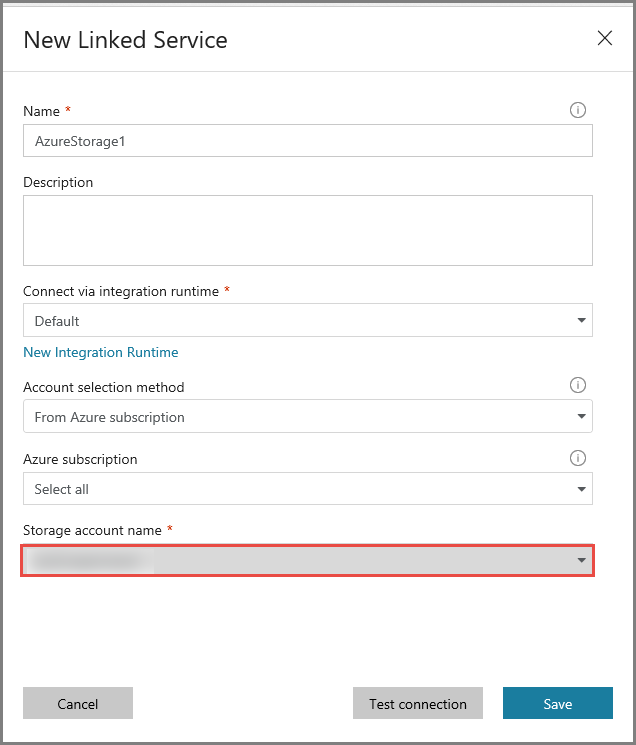 New Linked Service
Name *
AzureStorage1
Description
Connect via integration runtime *
Default
New Integration Runtime
Account selection method
From Azure subscription
Azure subscription
Select all
Storage account name *
Cancel
Test connection
Save